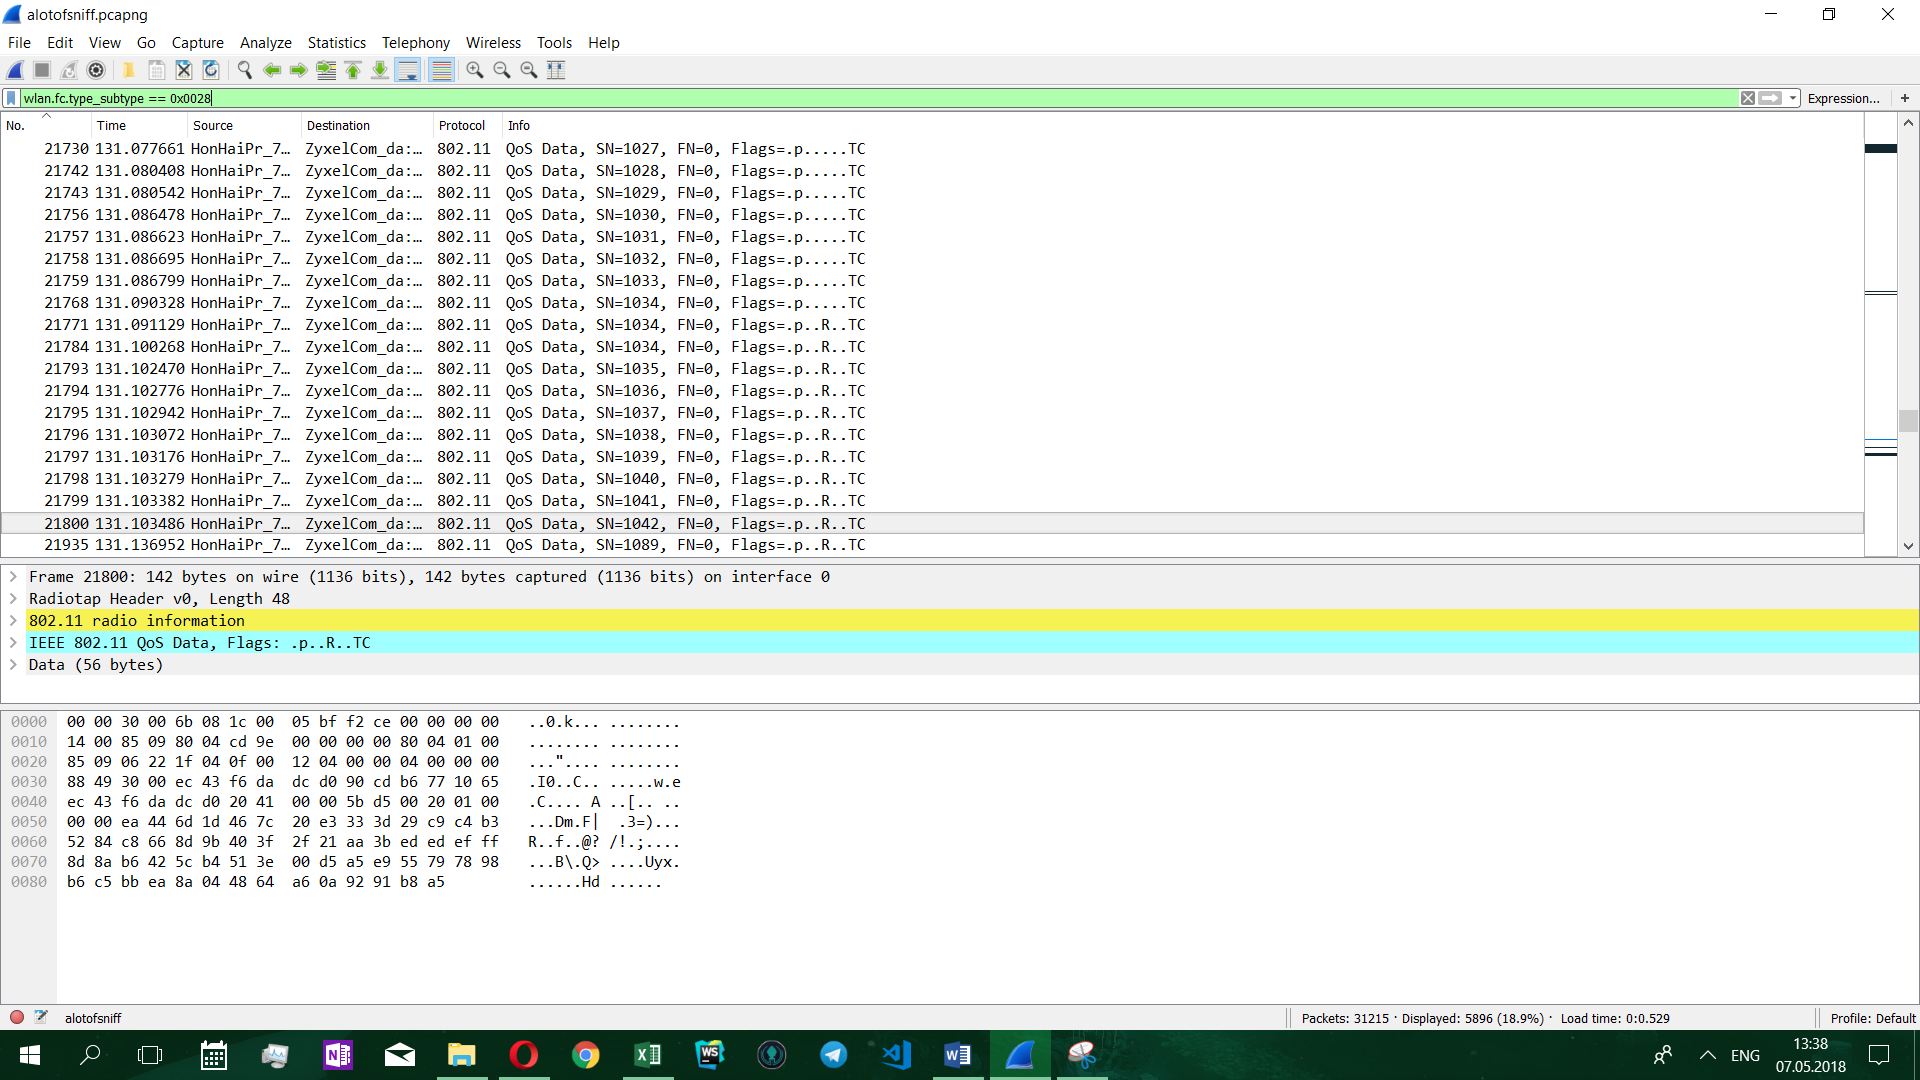 alotofsniff.pcapng
File Edit View Go Capture Analyze Statistics Telephony Wireless Tools Help
wlan.fc.type_subtype == 0x0028
Expression... +
No. Time Source Destination Protocol Info
21730 131.077661 HonHaiPr_7… ZyxelCom_da:… 802.11 QoS Data, SN=1027, FN=0, Flags=.p.....TC
21742 131.080408 HonHaiPr_7… ZyxelCom_da:… 802.11 QoS Data, SN=1028, FN=0, Flags=.p.....TC
21743 131.080542 HonHaiPr_7… ZyxelCom_da:… 802.11 QoS Data, SN=1029, FN=0, Flags=.p.....TC
21756 131.086478 HonHaiPr_7… ZyxelCom_da:… 802.11 QoS Data, SN=1030, FN=0, Flags=.p.....TC
21757 131.086623 HonHaiPr_7… ZyxelCom_da:… 802.11 QoS Data, SN=1031, FN=0, Flags=.p.....TC
21758 131.086695 HonHaiPr_7… ZyxelCom_da:… 802.11 QoS Data, SN=1032, FN=0, Flags=.p.....TC
21759 131.086799 HonHaiPr_7… ZyxelCom_da:… 802.11 QoS Data, SN=1033, FN=0, Flags=.p.....TC
21768 131.090328 HonHaiPr_7… ZyxelCom_da:… 802.11 QoS Data, SN=1034, FN=0, Flags=.p.....TC
21771 131.091129 HonHaiPr_7… ZyxelCom_da:… 802.11 QoS Data, SN=1034, FN=0, Flags=.p..R..TC
21784 131.100268 HonHaiPr_7… ZyxelCom_da:… 802.11 QoS Data, SN=1034, FN=0, Flags=.p..R..TC
21793 131.102470 HonHaiPr_7… ZyxelCom_da:… 802.11 QoS Data, SN=1035, FN=0, Flags=.p..R..TC
21794 131.102776 HonHaiPr_7… ZyxelCom_da:… 802.11 QoS Data, SN=1036, FN=0, Flags=.p..R..TC
21795 131.102942 HonHaiPr_7… ZyxelCom_da:… 802.11 QoS Data, SN=1037, FN=0, Flags=.p..R..TC
21796 131.103072 HonHaiPr_7… ZyxelCom_da:… 802.11 QoS Data, SN=1038, FN=0, Flags=.p..R..TC
21797 131.103176 HonHaiPr_7… ZyxelCom_da:… 802.11 QoS Data, SN=1039, FN=0, Flags=.p..R..TC
21798 131.103279 HonHaiPr_7… ZyxelCom_da:… 802.11 QoS Data, SN=1040, FN=0, Flags=.p..R..TC
21799 131.103382 HonHaiPr_7… ZyxelCom_da:… 802.11 QoS Data, SN=1041, FN=0, Flags=.p..R..TC
21800 131.103486 HonHaiPr_7… ZyxelCom_da:… 802.11 QoS Data, SN=1042, FN=0, Flags=.p..R..TC
21935 131.136952 HonHaiPr_7… ZyxelCom_da:… 802.11 QoS Data, SN=1089, FN=0, Flags=.p..R..TC
Frame 21800: 142 bytes on wire (1136 bits), 142 bytes captured (1136 bits) on interface 0
Radiotap Header v0, Length 48
802.11 radio information
IEEE 802.11 QoS Data, Flags: .p..R..TC
Data (56 bytes)
0000 00 00 30 00 6b 08 1c 00 05 bf f2 ce 00 00 00 00 ..0.k... ........
0010 14 00 85 09 80 04 cd 9e 00 00 00 00 80 04 01 00 ........ ........
0020 85 09 06 22 1f 04 0f 00 12 04 00 00 04 00 00 00 ...".... ........
0030 88 49 30 00 ec 43 f6 da dc d0 90 cd b6 77 10 65 .I0..C.. .....w.e
0040 ec 43 f6 da dc d0 20 41 00 00 5b d5 00 20 01 00 .C.... A ..[.. ..
0050 00 00 ea 44 6d 1d 46 7c 20 e3 33 3d 29 c9 c4 b3 ...Dm.F| .3=)...
0060 52 84 c8 66 8d 9b 40 3f 2f 21 aa 3b ed ed ef ff R..f..@? /!.;....
0070 8d 8a b6 42 5c b4 51 3e 00 d5 a5 e9 55 79 78 98 ...B\.Q> ....Uyx.
0080 b6 c5 bb ea 8a 04 48 64 a6 0a 92 91 b8 a5 ......Hd ......
alotofsniff
Packets: 31215 · Displayed: 5896 (18.9%) · Load time: 0:0.529
Profile: Default
N
WS
ENG
13:38
07.05.2018